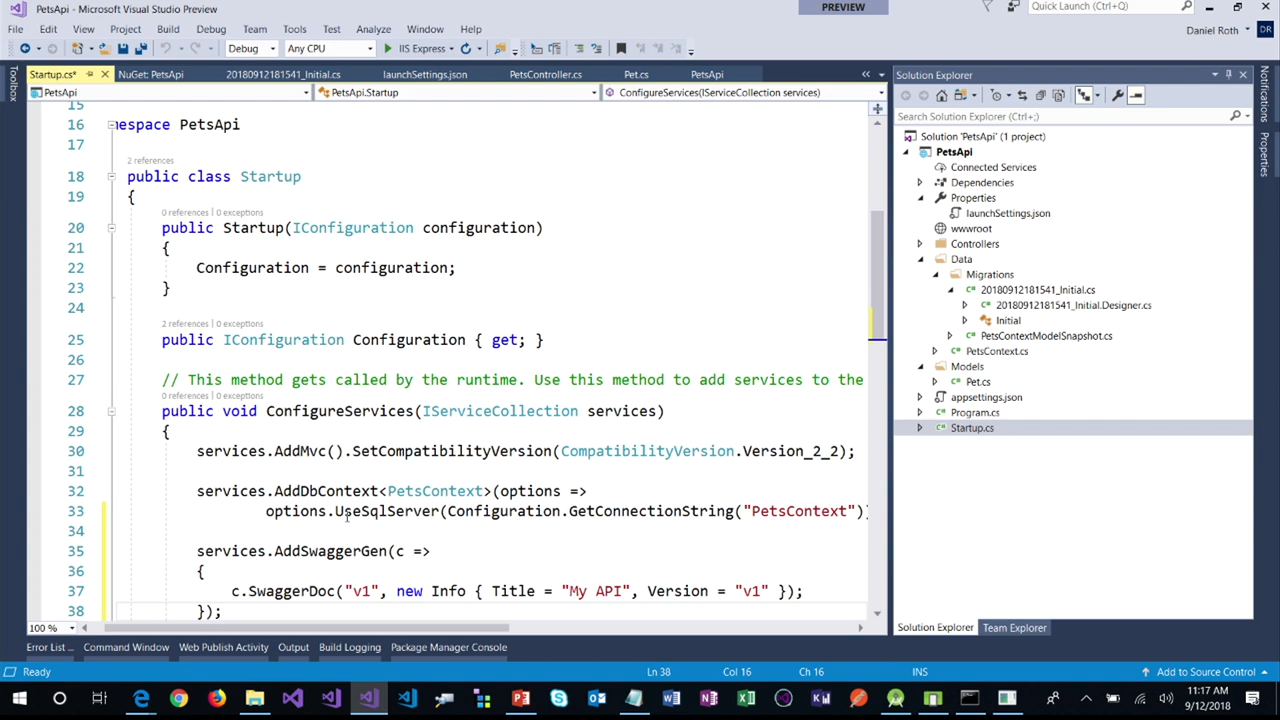 PetsApi - Microsoft Visual Studio Preview
PREVIEW
Quick Launch (Ctrl+Q)
File Edit View Project Build Debug Team Tools Test Analyze Window Help
Daniel Roth DR
Debug Any CPU IIS Express
Toolbox
Startup.cs* NuGet: PetsApi 20180912181541_Initial.cs launchSettings.json PetsController.cs Pet.cs PetsApi
PetsApi PetsApi.Startup ConfigureServices(IServiceCollection services)
15
16 nespace PetsApi
17
2 references
18 public class Startup
19 {
0 references | 0 exceptions
20 public Startup(IConfiguration configuration)
21 {
22 Configuration = configuration;
23 }
24
2 references | 0 exceptions
25 public IConfiguration Configuration { get; }
26
27 // This method gets called by the runtime. Use this method to add services to the
0 references | 0 exceptions
28 public void ConfigureServices(IServiceCollection services)
29 {
30 services.AddMvc().SetCompatibilityVersion(CompatibilityVersion.Version_2_2);
31
32 services.AddDbContext<PetsContext>(options =>
33 options.UseSqlServer(Configuration.GetConnectionString("PetsContext")
34
35 services.AddSwaggerGen(c =>
36 {
37 c.SwaggerDoc("v1", new Info { Title = "My API", Version = "v1" });
38 });
100 %
Solution Explorer
Search Solution Explorer (Ctrl+;)
Solution 'PetsApi' (1 project)
PetsApi
Connected Services
Dependencies
Properties
launchSettings.json
wwwroot
Controllers
Data
Migrations
20180912181541_Initial.cs
20180912181541_Initial.Designer.cs
Initial
PetsContextModelSnapshot.cs
PetsContext.cs
Models
Pet.cs
appsettings.json
Program.cs
Startup.cs
Solution Explorer Team Explorer
Notifications
Properties
Error List ... Command Window Web Publish Activity Output Build Logging Package Manager Console
Ready Ln 38 Col 16 Ch 16 INS Add to Source Control
11:17 AM
9/12/2018